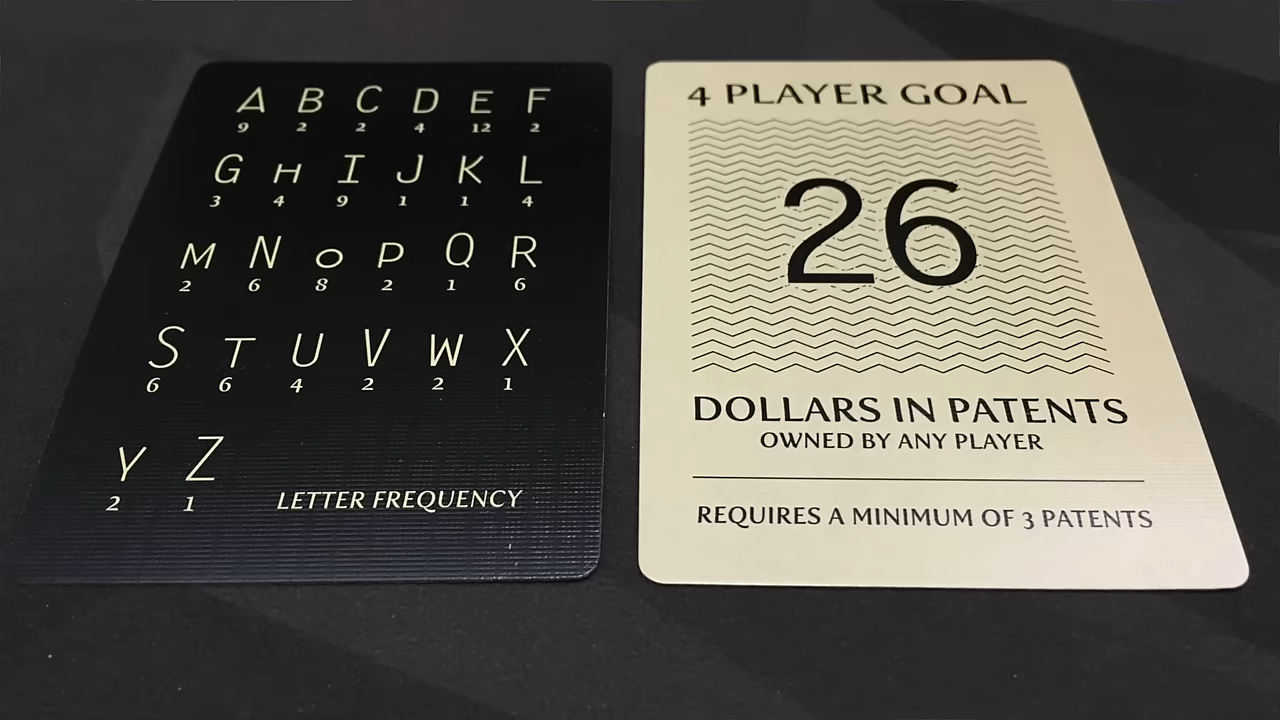 A B C D E F
9 2 2 4 12 2
G H I J K L
3 4 9 1 1 4
M N O P Q R
2 6 8 2 1 6
S T U V W X
6 6 4 2 2 1
Y Z
2 1 LETTER FREQUENCY
4 PLAYER GOAL
26
DOLLARS IN PATENTS
OWNED BY ANY PLAYER
REQUIRES A MINIMUM OF 3 PATENTS